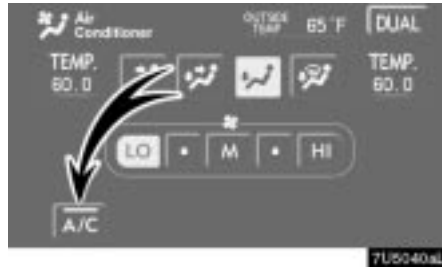 Air Conditioner
OUTSIDE TEMP 65°F DUAL
TEMP. 60.0
TEMP. 60.0
LO • M • HI
A/C
7U5040aL